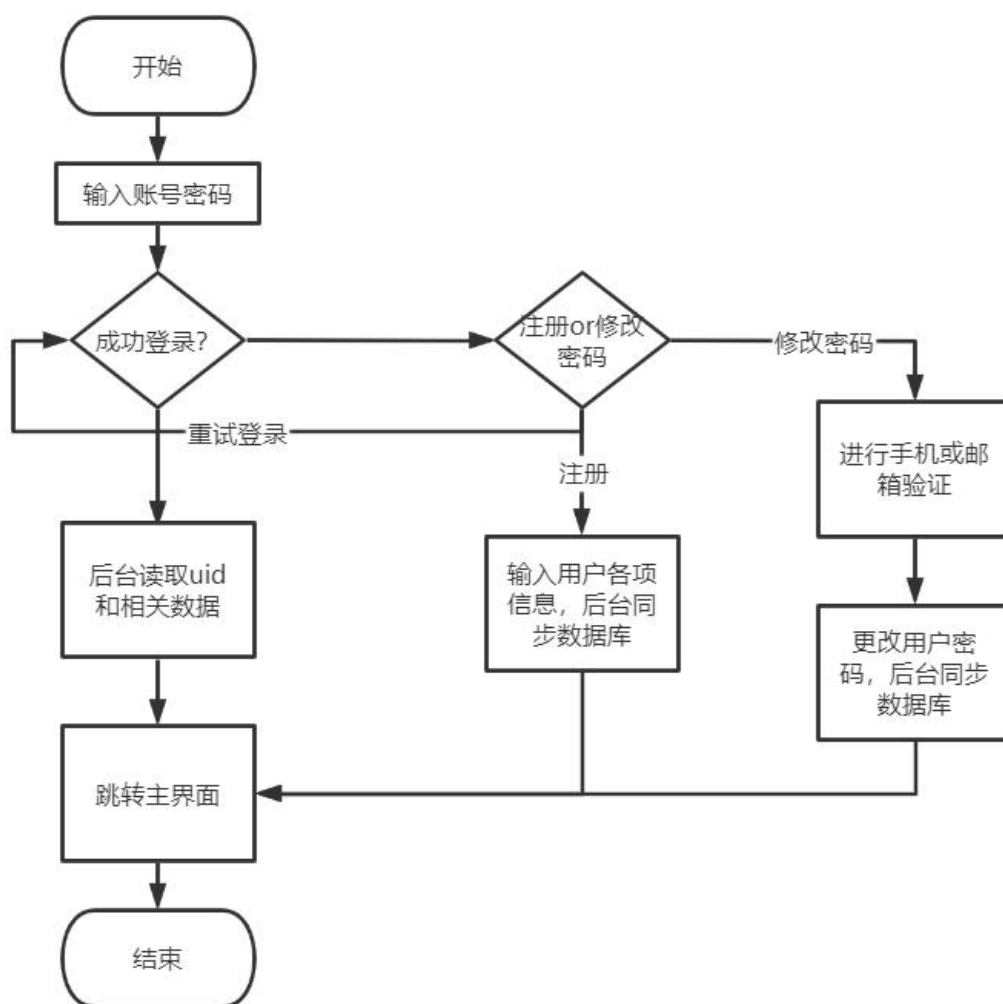 开始
输入账号密码
成功登录?
注册or修改
密码
修改密码
重试登录
注册
进行手机或邮
箱验证
后台读取uid
和相关数据
输入用户各项
信息，后台同
步数据库
更改用户密
码，后台同步
数据库
跳转主界面
结束